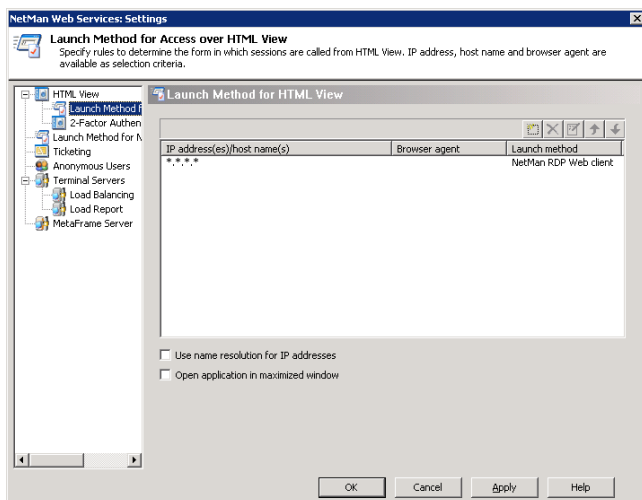 NetMan Web Services: Settings
Launch Method for Access over HTML View
Specify rules to determine the form in which sessions are called from HTML View. IP address, host name and browser agent are
available as selection criteria.
HTML View
Launch Method f
2-Factor Authen
Launch Method for N
Ticketing
Anonymous Users
Terminal Servers
Load Balancing
Load Report
MetaFrame Server
Launch Method for HTML View
IP address(es)/host name(s) Browser agent Launch method
*.*.*.* NetMan RDP Web client
Use name resolution for IP addresses
Open application in maximized window
OK Cancel Apply Help